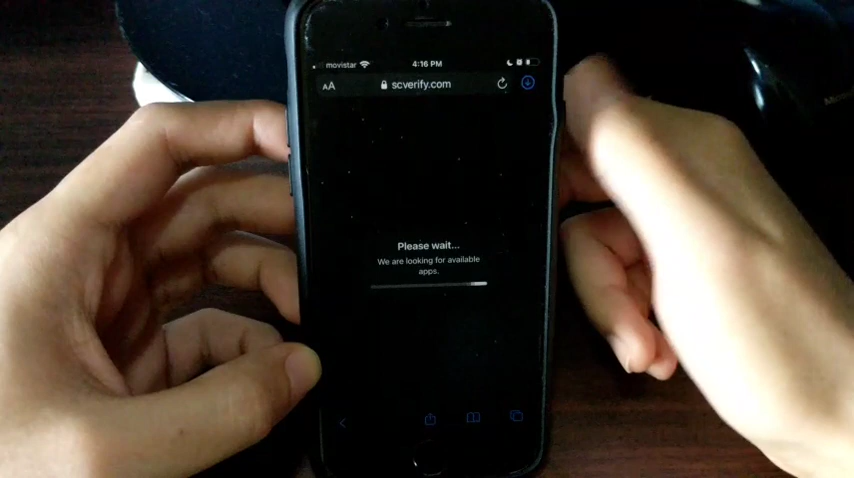 movistar 4:16 PM
AA scverify.com
Please wait...
We are looking for available
apps.